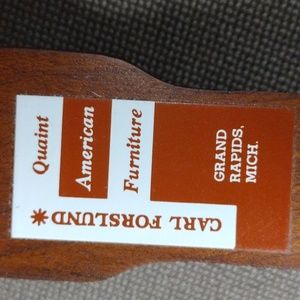 Quaint
American
Furniture
GRAND
RAPIDS,
MICH.
CARL FORSLUND